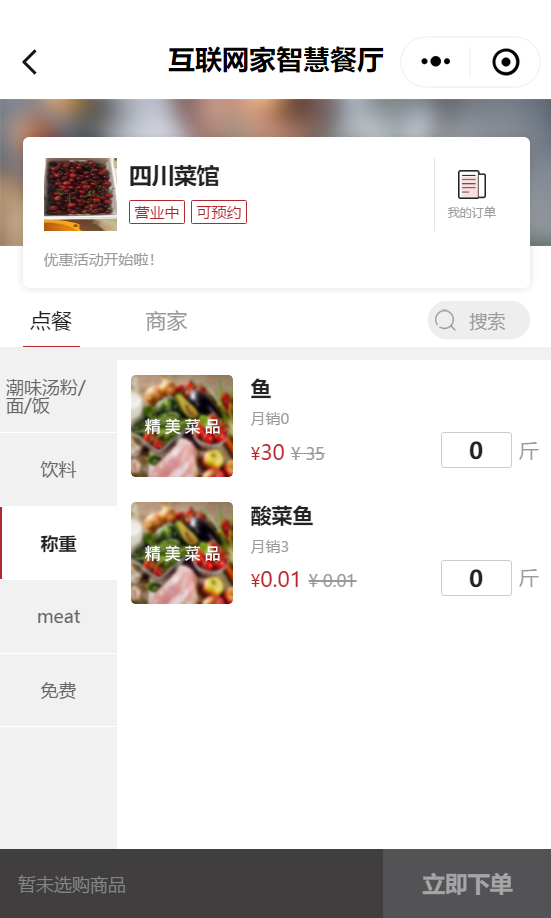 互联网家智慧餐厅
四川菜馆
营业中 可预约
我的订单
优惠活动开始啦!
点餐 商家 搜索
潮味汤粉/
面/饭
饮料
称重
meat
免费
精美菜品
鱼
月销0
¥30 ¥ 35
0 斤
精美菜品
酸菜鱼
月销3
¥0.01 ¥ 0.01
0 斤
暂未选购商品
立即下单